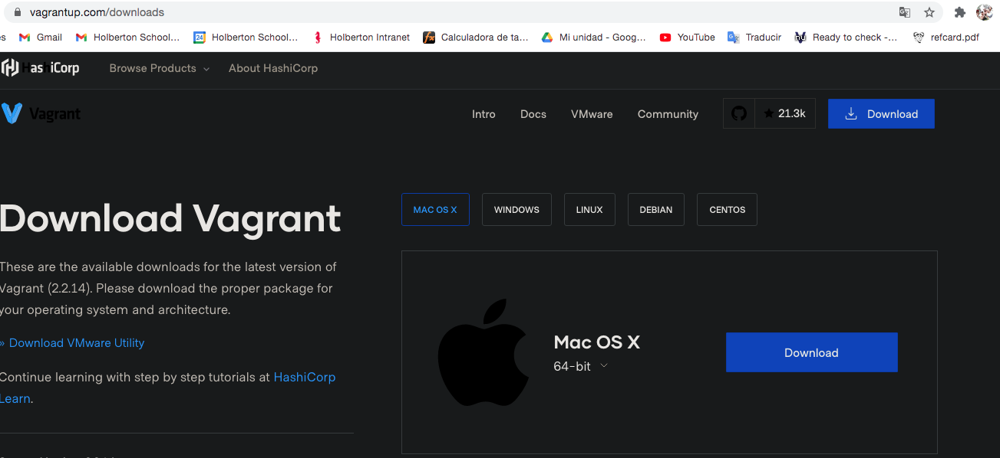 vagrantup.com/downloads
es Gmail Holberton School... Holberton School... Holberton Intranet Calculadora de ta... Mi unidad - Goog... YouTube Traducir Ready to check -... refcard.pdf
24
fx
HashiCorp Browse Products About HashiCorp
Vagrant Intro Docs VMware Community 21.3k Download
MAC OS X WINDOWS LINUX DEBIAN CENTOS
Download Vagrant
These are the available downloads for the latest version of
Vagrant (2.2.14). Please download the proper package for
your operating system and architecture.
» Download VMware Utility
Continue learning with step by step tutorials at HashiCorp
Learn.
Mac OS X
64-bit
Download